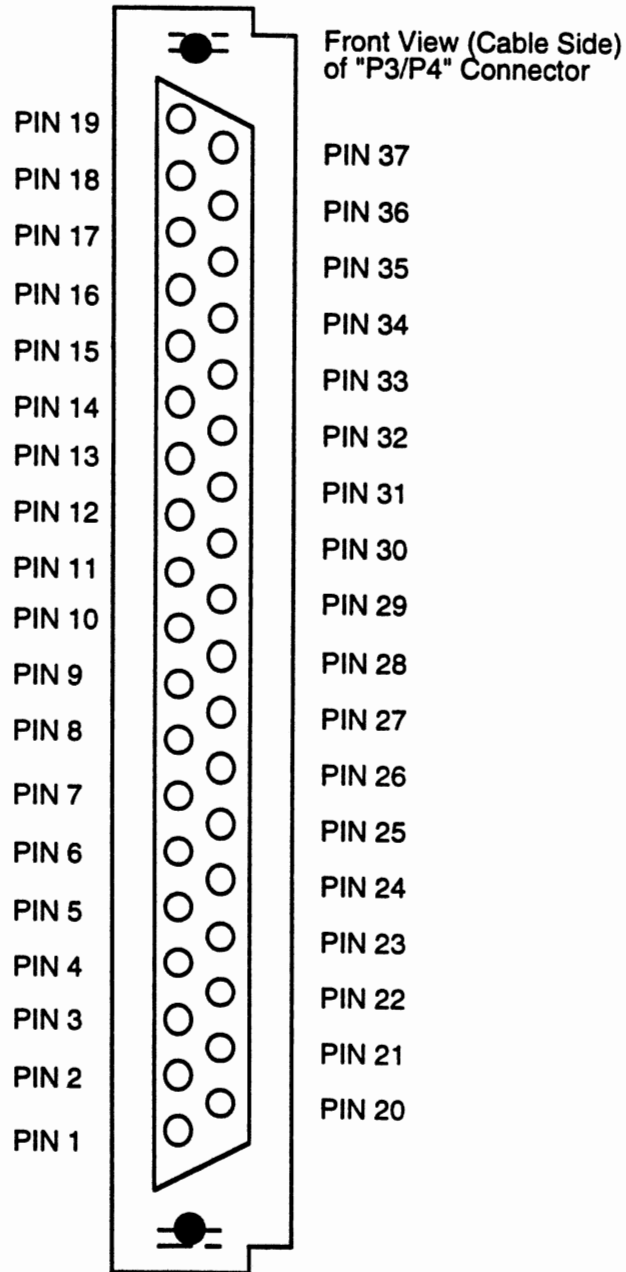 Front View (Cable Side)
of "P3/P4" Connector
PIN 19
PIN 37
PIN 18
PIN 36
PIN 17
PIN 35
PIN 16
PIN 34
PIN 15
PIN 33
PIN 14
PIN 32
PIN 13
PIN 31
PIN 12
PIN 30
PIN 11
PIN 29
PIN 10
PIN 28
PIN 9
PIN 27
PIN 8
PIN 26
PIN 7
PIN 25
PIN 6
PIN 24
PIN 5
PIN 23
PIN 4
PIN 22
PIN 3
PIN 21
PIN 2
PIN 20
PIN 1